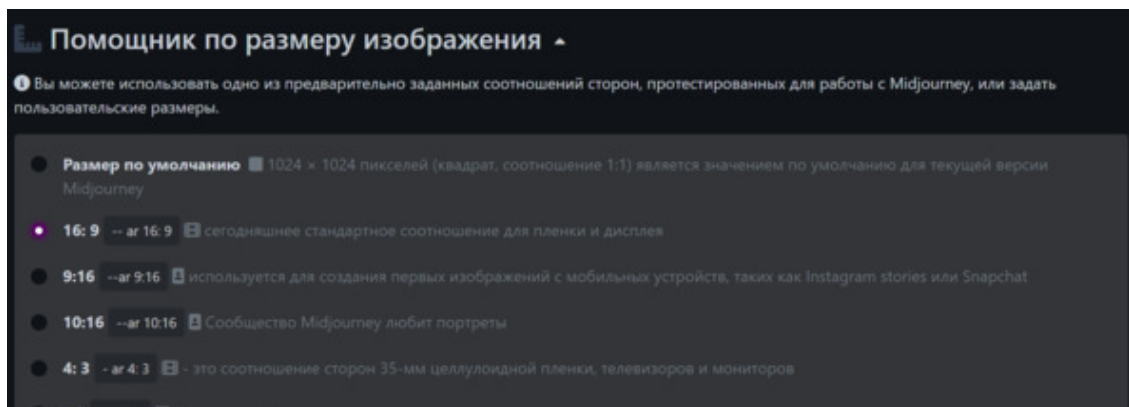 Помощник по размеру изображения
Вы можете использовать одно из предварительно заданных соотношений сторон, протестированных для работы с Midjourney, или задать
пользовательские размеры.
Размер по умолчанию 1024 × 1024 пикселей (квадрат, соотношение 1:1) является значением по умолчанию для текущей версии
Midjourney
16: 9 -- ar 16: 9 сегодняшнее стандартное соотношение для пленки и дисплея
9:16 --ar 9:16 используется для создания первых изображений с мобильных устройств, таких как Instagram stories или Snapchat
10:16 --ar 10:16 Сообщество Midjourney любит портреты
4: 3 - ar 4: 3 - это соотношение сторон 35-мм целлулоидной пленки, телевизоров и мониторов